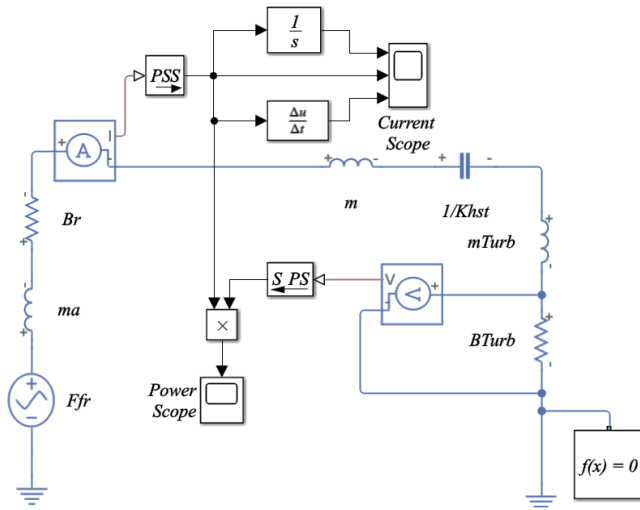 1
s
PSS
Δu
Δt
Current
Scope
+ A I -
+ - + -
Br
m
1/Khst
mTurb
+
-
S PS
V
V
+
-
ma
×
BTurb
+
-
Power
Scope
+
-
Ffr
f(x) = 0